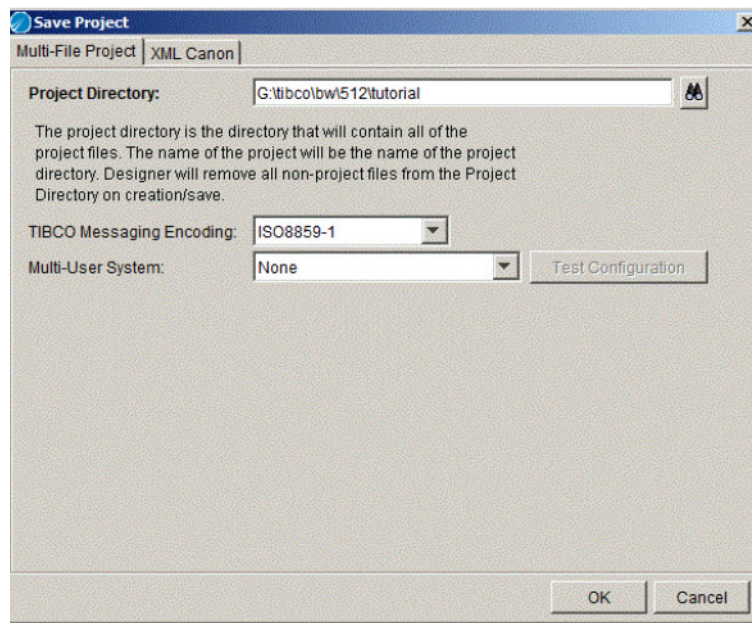 Save Project
Multi-File Project XML Canon
Project Directory: G:\tibco\bw\512\tutorial
The project directory is the directory that will contain all of the
project files. The name of the project will be the name of the project
directory. Designer will remove all non-project files from the Project
Directory on creation/save.
TIBCO Messaging Encoding: ISO8859-1
Multi-User System: None Test Configuration
OK Cancel